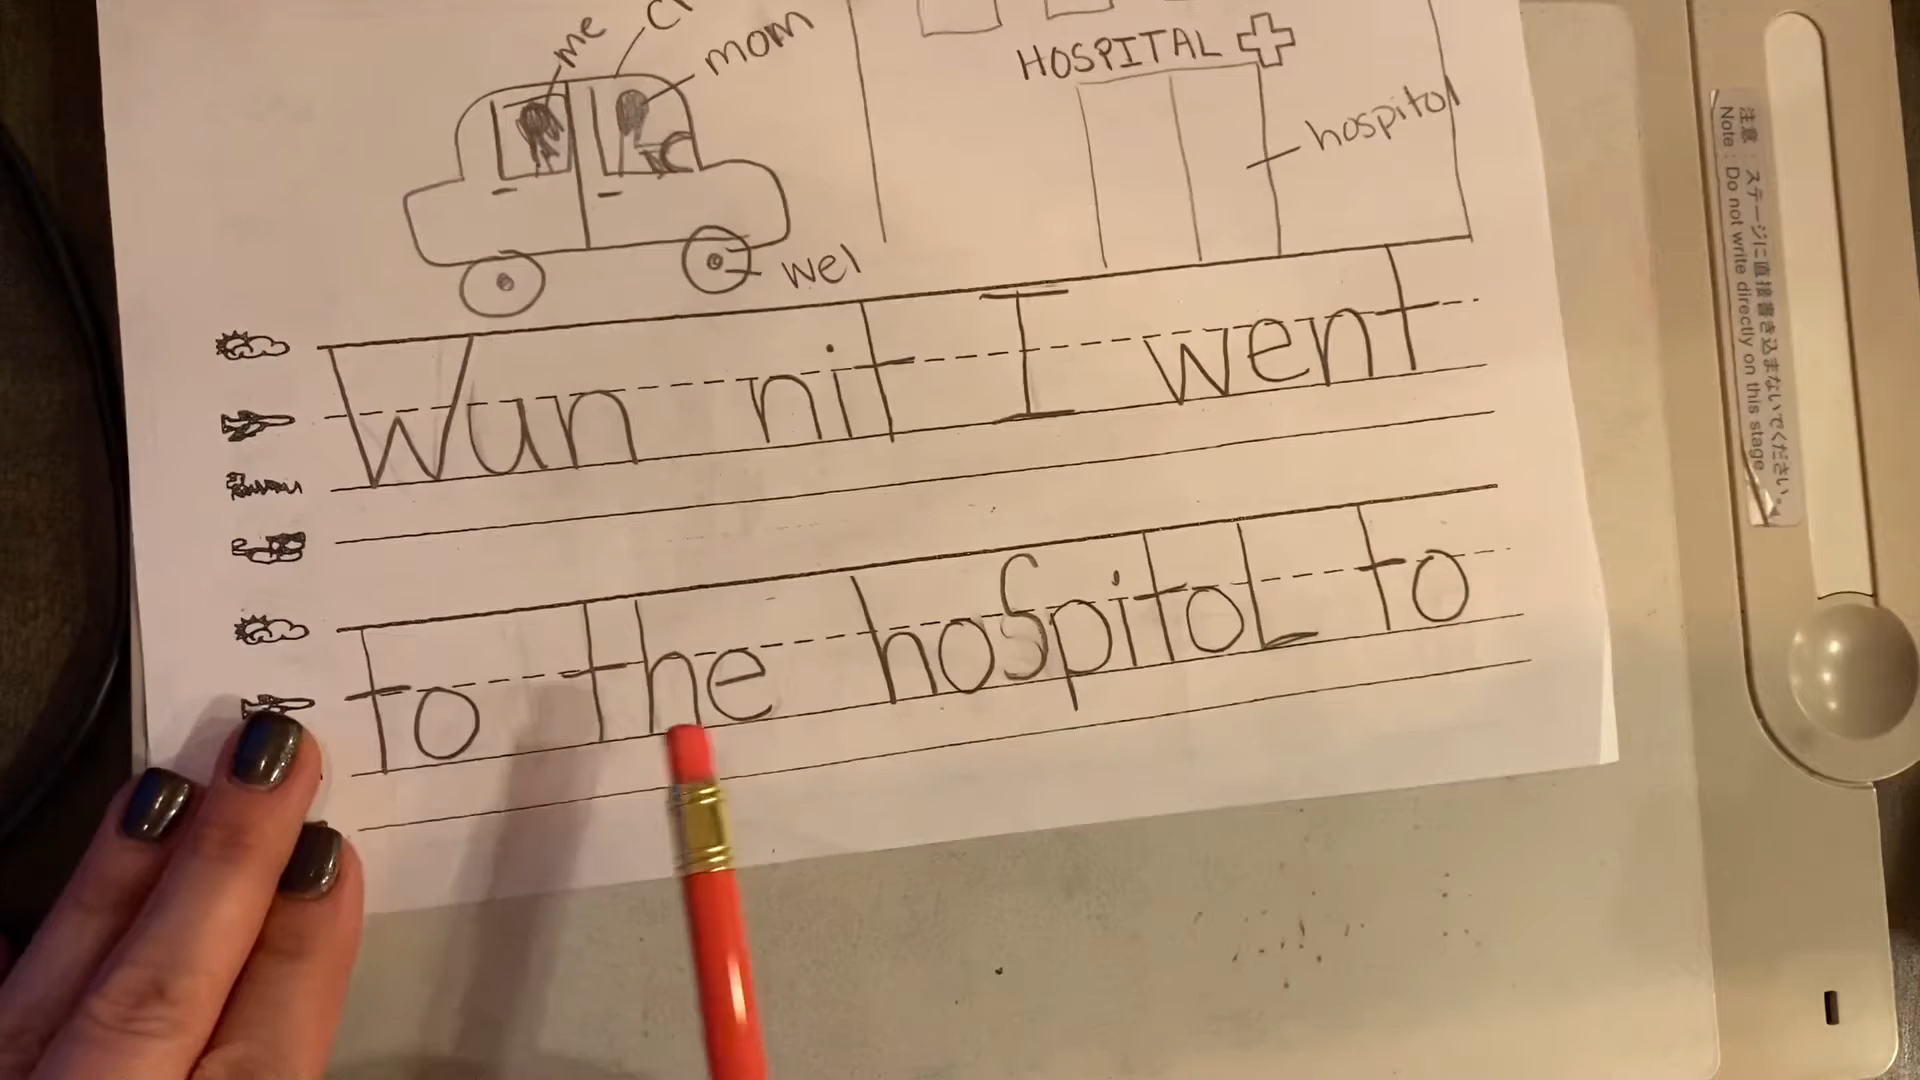 me
mom
HOSPITAL
hospitol
wel
Wun nit I went
to the hospitoL to
注意:ステージに直接書き込まないでください。
Note: Do not write directly on this stage